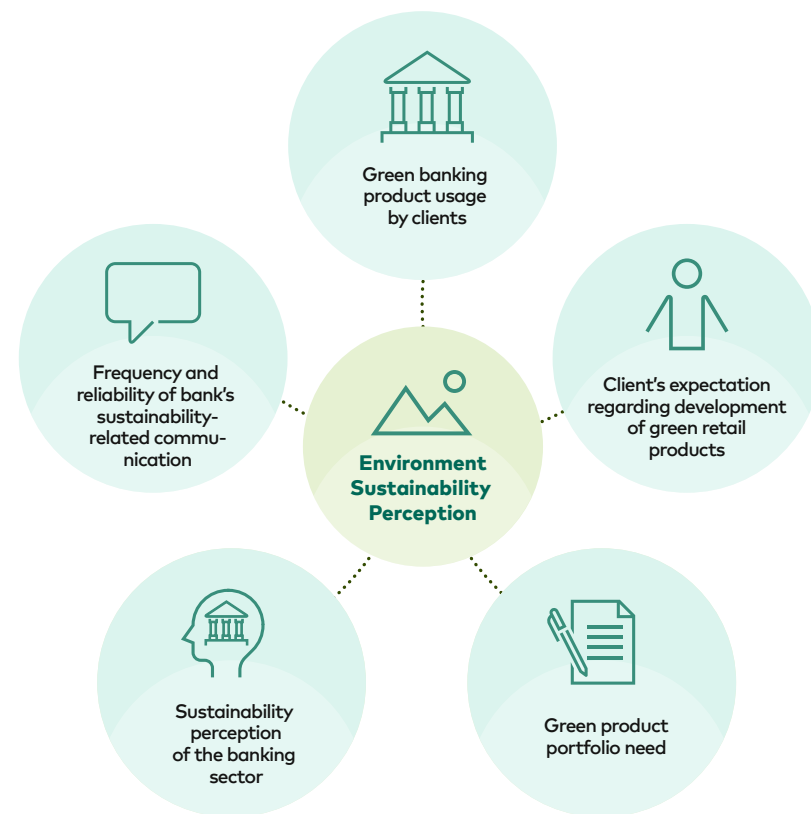 Green banking
product usage
by clients
Frequency and
reliability of bank's
sustainability-
related commu-
nication
Client's expectation
regarding development
of green retail
products
Environment
Sustainability
Perception
Sustainability
perception
of the banking
sector
Green product
portfolio need